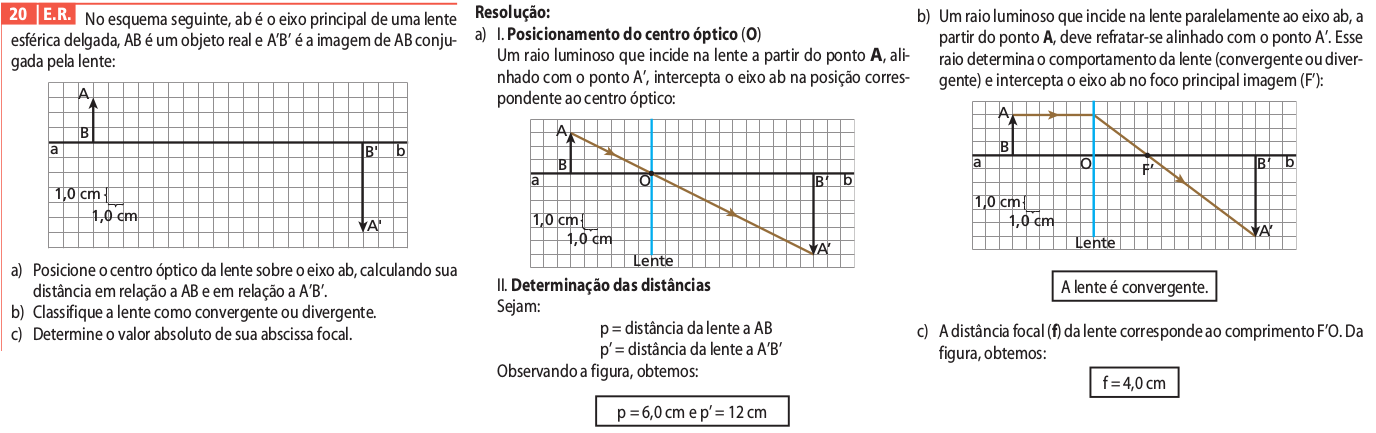 20 E.R. No esquema seguinte, ab é o eixo principal de uma lente
esférica delgada, AB é um objeto real e A'B' é a imagem de AB conju-
gada pela lente:
A
B
a
B'
b
1,0 cm
1,0 cm
A'
a) Posicione o centro óptico da lente sobre o eixo ab, calculando sua
distância em relação a AB e em relação a A'B'.
b) Classifique a lente como convergente ou divergente.
c) Determine o valor absoluto de sua abscissa focal.
Resolução:
a) I. Posicionamento do centro óptico (O)
Um raio luminoso que incide na lente a partir do ponto A, ali-
nhado com o ponto A', intercepta o eixo ab na posição corres-
pondente ao centro óptico:
A
B
a
O
B'
b
1,0 cm
1,0 cm
A'
Lente
II. Determinação das distâncias
Sejam:
p = distância da lente a AB
p' = distância da lente a A'B'
Observando a figura, obtemos:
p = 6,0 cm e p' = 12 cm
b) Um raio luminoso que incide na lente paralelamente ao eixo ab, a
partir do ponto A, deve refratar-se alinhado com o ponto A'. Esse
raio determina o comportamento da lente (convergente ou diver-
gente) e intercepta o eixo ab no foco principal imagem (F'):
A
B
a
O
F'
B'
b
1,0 cm
1,0 cm
A'
Lente
A lente é convergente.
c) A distância focal (f) da lente corresponde ao comprimento F'O. Da
figura, obtemos:
f = 4,0 cm